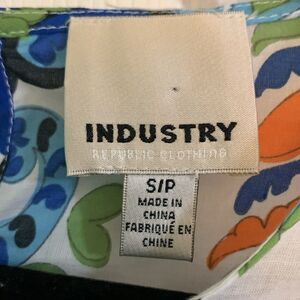 INDUSTRY
REPUBLIC CLOTHING
S/P
MADE IN
CHINA
FABRIQUÉ EN
CHINE